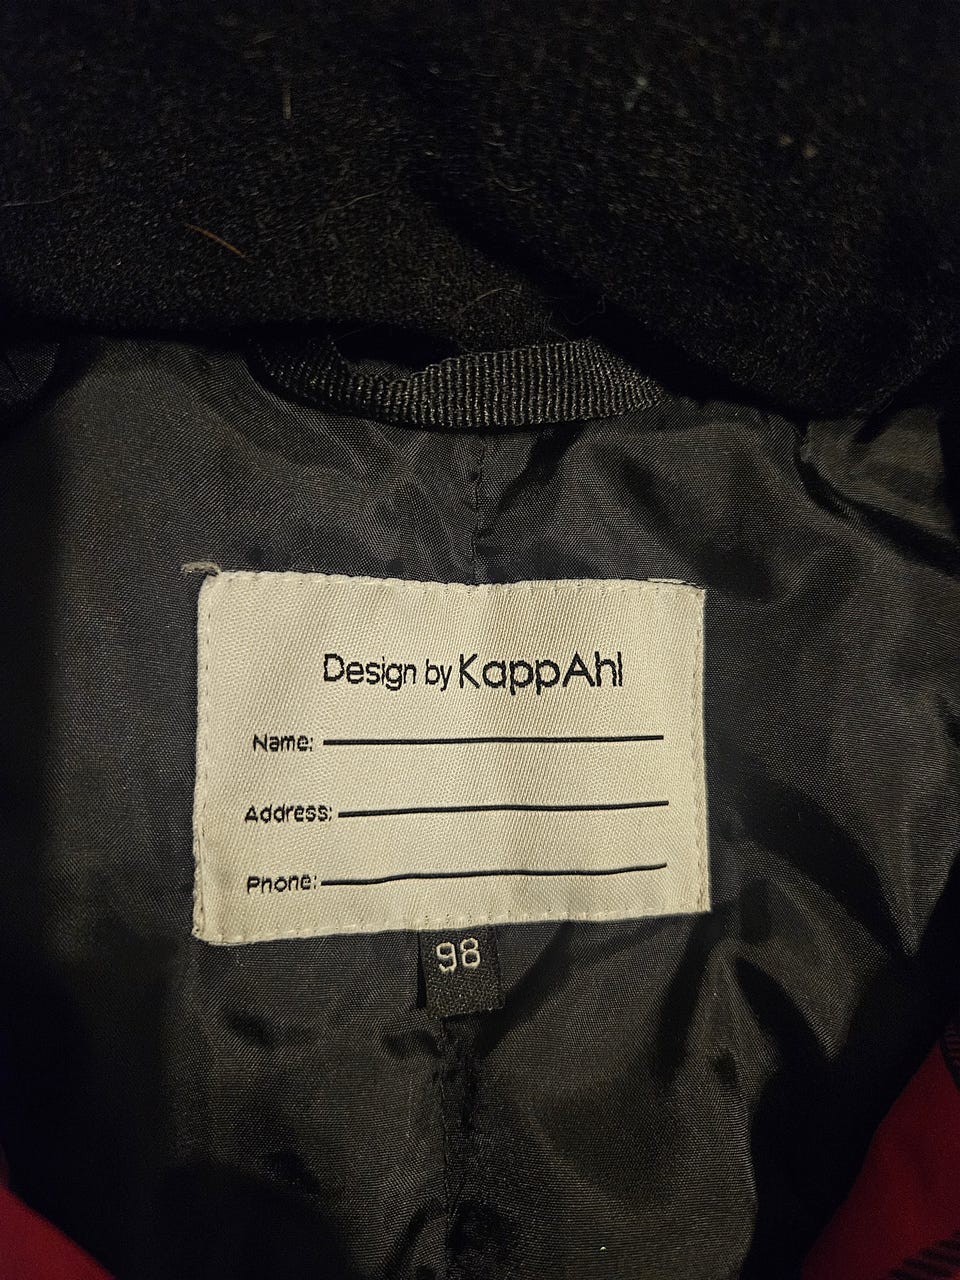 Design by KappAhl
Name:
Address:
Phone:
98